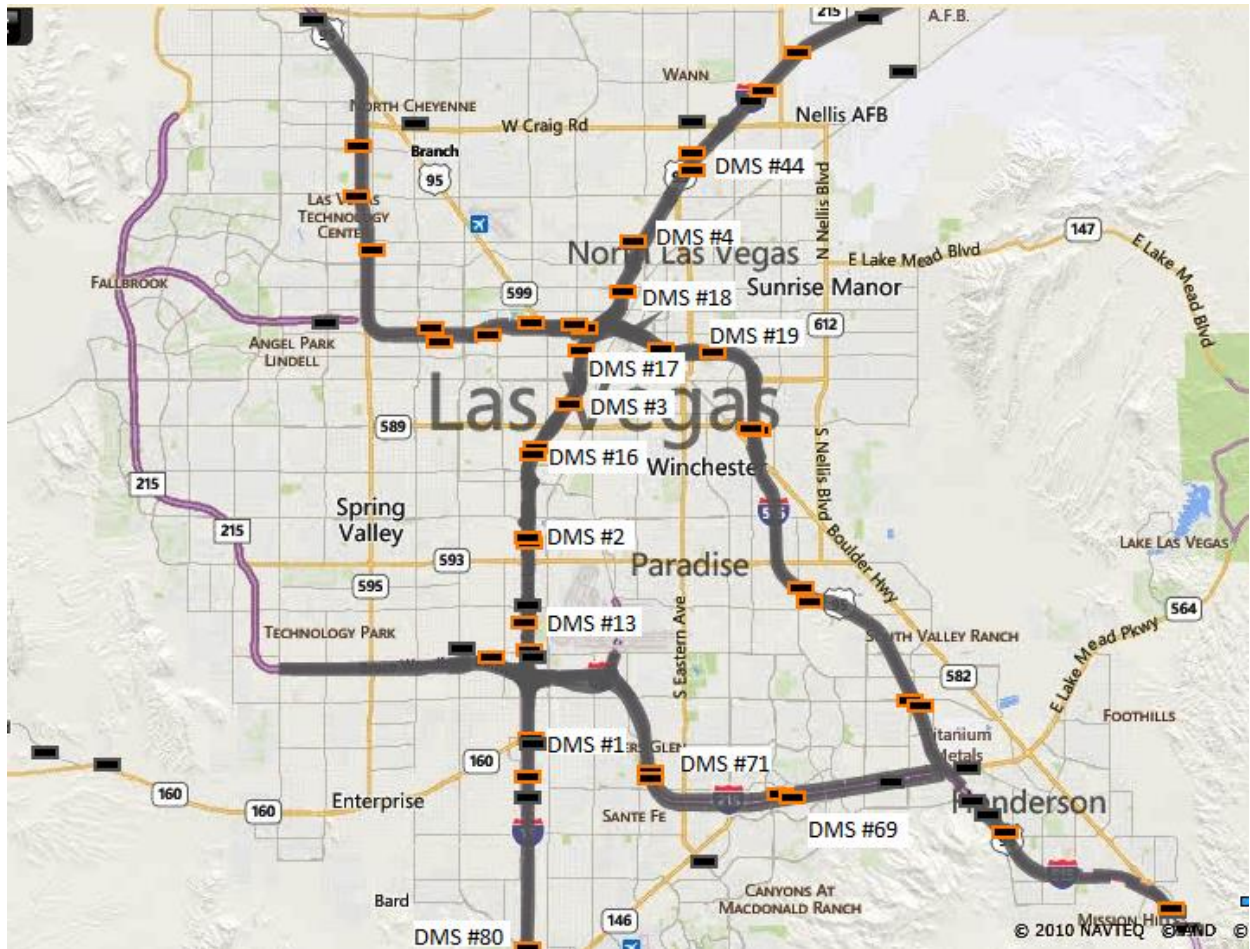 215
A.F.B.
95
WANN
NORTH CHEYENNE
Nellis AFB
W Craig Rd
Branch
95
DMS #44
N Nellis Blvd
LAS VEGAS
TECHNOLOGY
CENTER
DMS #4
147
North Las Vegas
E Lake Mead Blvd
E Lake Mead Blvd
FALLBROOK
599
DMS #18
Sunrise Manor
612
ANGEL PARK
LINDELL
DMS #19
DMS #17
Las Vegas
DMS #3
589
DMS #16
Winchester
S Nellis Blvd
215
Spring
Valley
215
DMS #2
Boulder Hwy
LAKE LAS VEGAS
593
Paradise
595
564
DMS #13
TECHNOLOGY PARK
S Eastern Ave
SOUTH VALLEY RANCH
E Lake Mead Pkwy
582
FOOTHILLS
DMS #1
160
DMS #71
Titanium
Metals
160
160
Enterprise
SANTE FE
Henderson
DMS #69
Bard
CANYONS AT
MACDONALD RANCH
146
MISSION HILLS
DMS #80
© 2010 NAVTEQ © AND ©